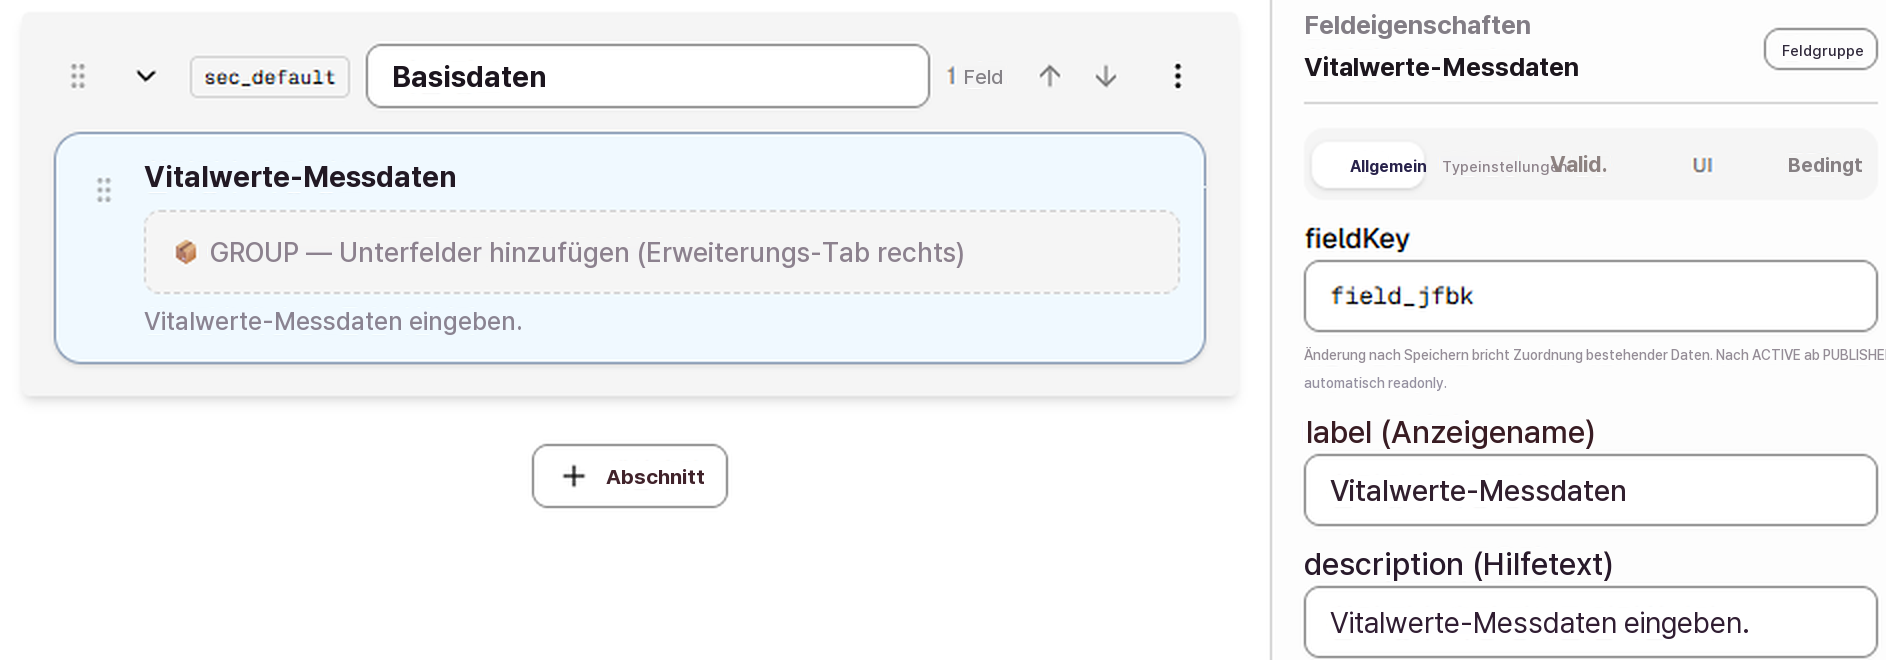 sec_default
Basisdaten
1 Feld
Vitalwerte-Messdaten
GROUP — Unterfelder hinzufügen (Erweiterungs-Tab rechts)
Vitalwerte-Messdaten eingeben.
Abschnitt
Feldeigenschaften
Vitalwerte-Messdaten
Feldgruppe
Allgemein Typeinstellungen Valid. UI Bedingt
fieldKey
field_jfbk
Änderung nach Speichern bricht Zuordnung bestehender Daten. Nach ACTIVE ab PUBLISHE
automatisch readonly.
label (Anzeigename)
Vitalwerte-Messdaten
description (Hilfetext)
Vitalwerte-Messdaten eingeben.